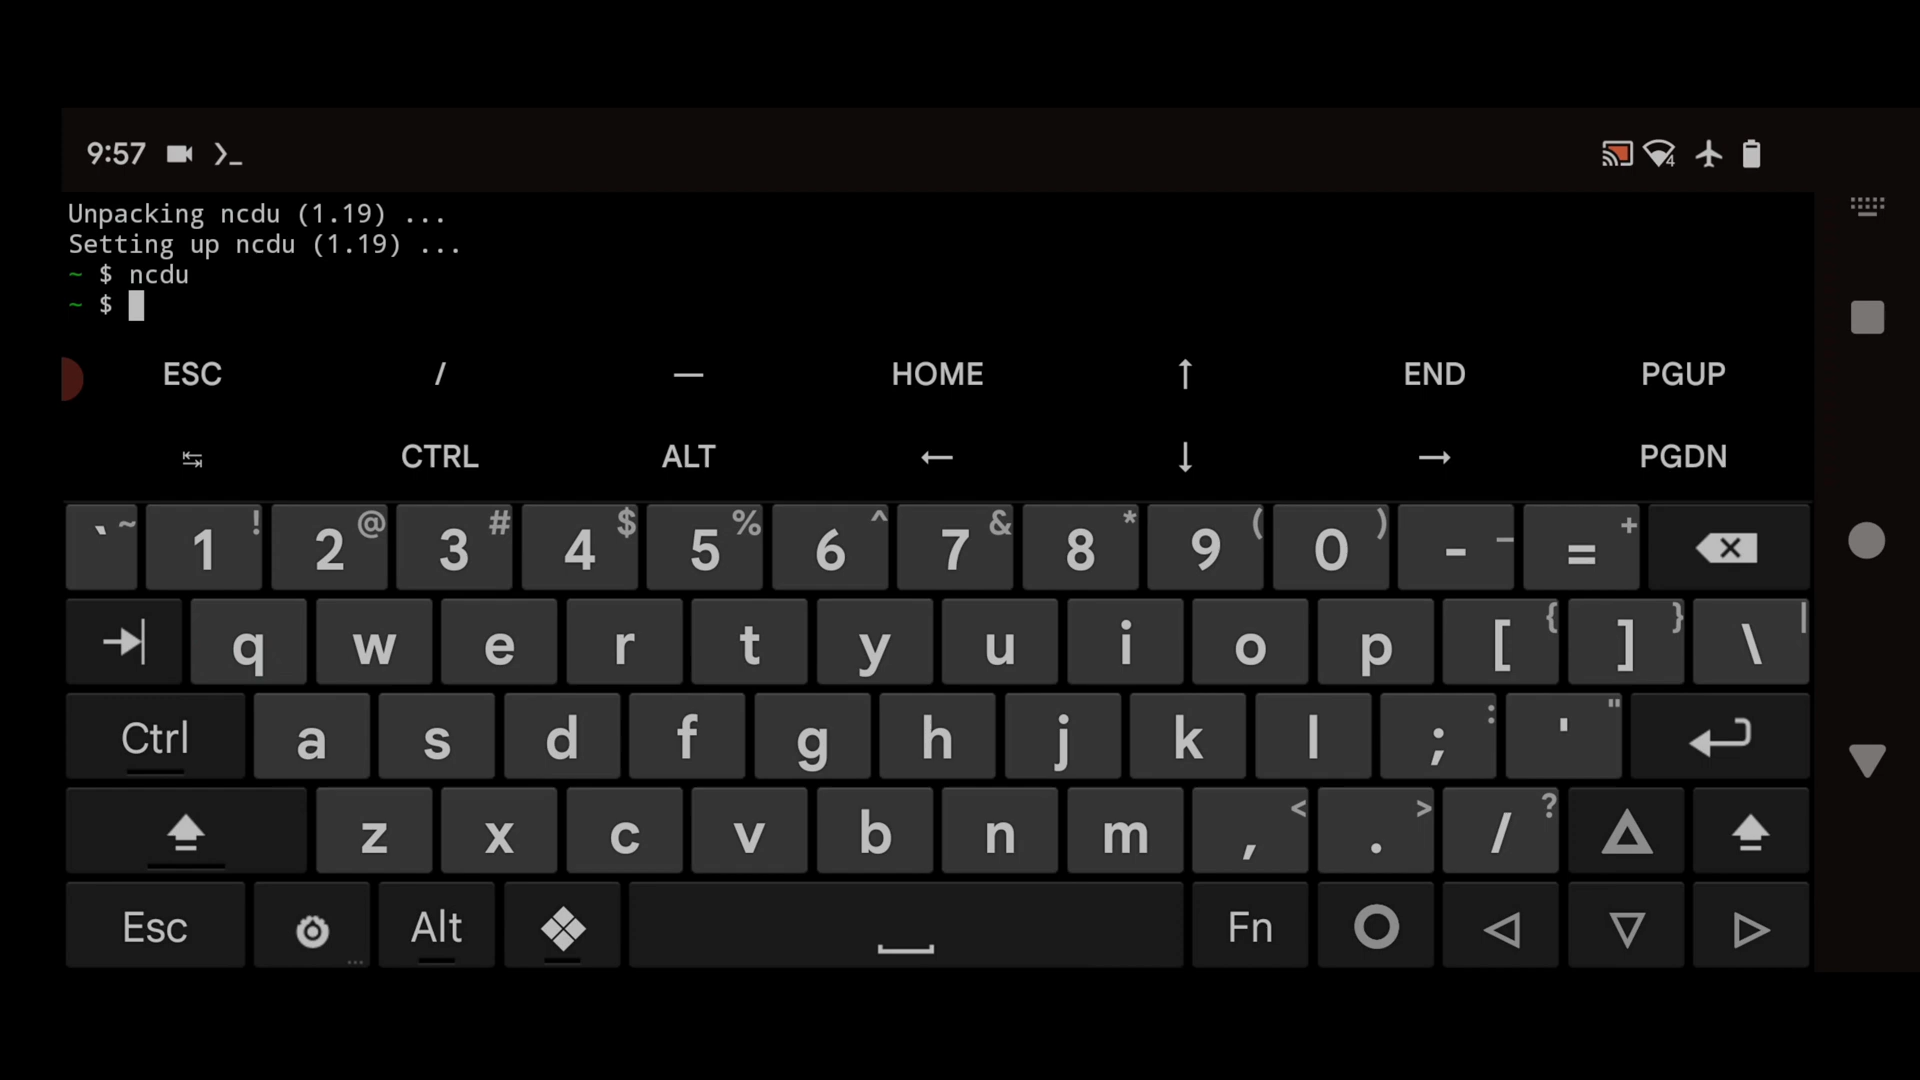 9:57
Unpacking ncdu (1.19) ...
Setting up ncdu (1.19) ...
~ $ ncdu
~ $
ESC / — HOME ↑ END PGUP
↹ CTRL ALT ← ↓ → PGDN
` ~ 1 ! 2 @ 3 # 4 $ 5 % 6 ^ 7 & 8 * 9 ( 0 ) - _ = +
q w e r t y u i o p [ { ] } \ |
Ctrl a s d f g h j k l ; : ' "
z x c v b n m , < . > / ?
Esc ... Alt Fn